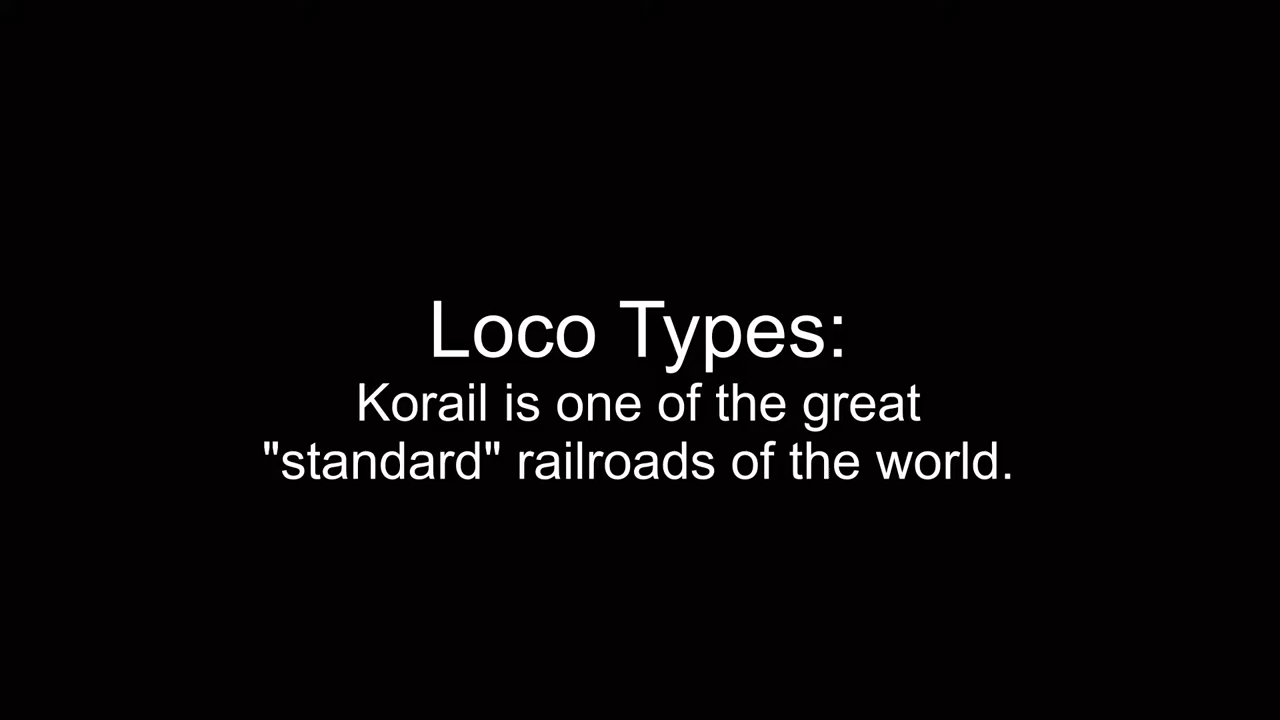 Loco Types:
Korail is one of the great
"standard" railroads of the world.